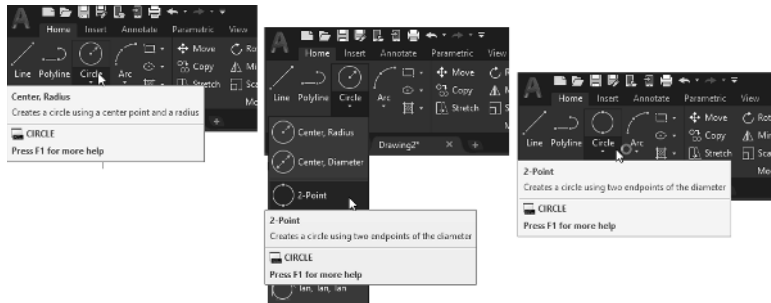 Home Insert Annotate Parametric View
Line Polyline Circle Arc
Move
Copy
Stretch
Center, Radius
Creates a circle using a center point and a radius
CIRCLE
Press F1 for more help
Home Insert Annotate Parametric View
Line Polyline Circle Arc
Move
Copy
Stretch
Center, Radius
Center, Diameter
Drawing2*
2-Point
2-Point
Creates a circle using two endpoints of the diameter
CIRCLE
Press F1 for more help
Tan, Tan, Tan
Home Insert Annotate Parametric View
Line Polyline Circle Arc
Move
Copy
Stretch
2-Point
Creates a circle using two endpoints of the diameter
CIRCLE
Press F1 for more help